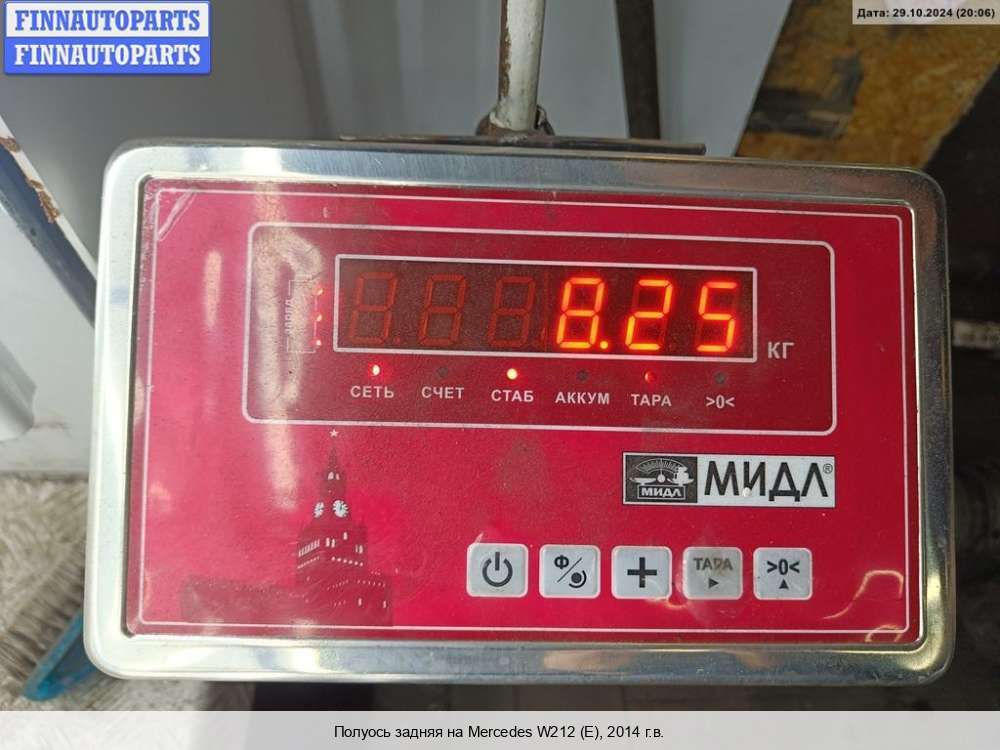 FINNAUTOPARTS
FINNAUTOPARTS
Дата: 29.10.2024 (20:06)
8.25
КГ
СЕТЬ СЧЕТ СТАБ АККУМ ТАРА >0<
МИДЛ МИДЛ®
Ф ТАРА >0<
Полуось задняя на Mercedes W212 (E), 2014 г.в.